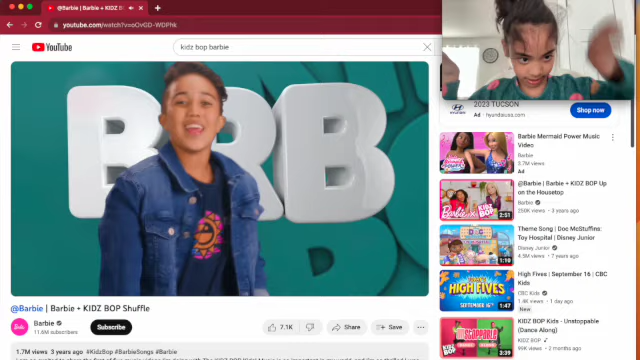 @Barbie | Barbie + KIDZ B
youtube.com/watch?v=oOvGD-WDPhk
YouTube
kidz bop barbie
BRB
B
2023 TUCSON
Ad · hyundaiusa.com
Shop now
HYUNDAI
Barbie Mermaid Power Music Video
Barbie
3.7M views
Ad
@Barbie | Barbie + KIDZ BOP Up on the Housetop
Barbie
250K views · 3 years ago
Barbie x KIDZ BOP
2:51
Theme Song | Doc McStuffins: Toy Hospital | Disney Junior
Disney Junior
4.5M views · 7 years ago
1:10
High Fives | September 16 | CBC Kids
CBC Kids
1.4K views · 1 day ago
New
HIGH FIVES
1:47
KIDZ BOP Kids - Unstoppable (Dance Along)
KIDZ BOP
UNSTOPPABLE
3:39
@Barbie | Barbie + KIDZ BOP Shuffle
Barbie
11.6M subscribers
Subscribe
7.1K
Share
Save
1.7M views 3 years ago #KidzBop #BarbieSongs #Barbie